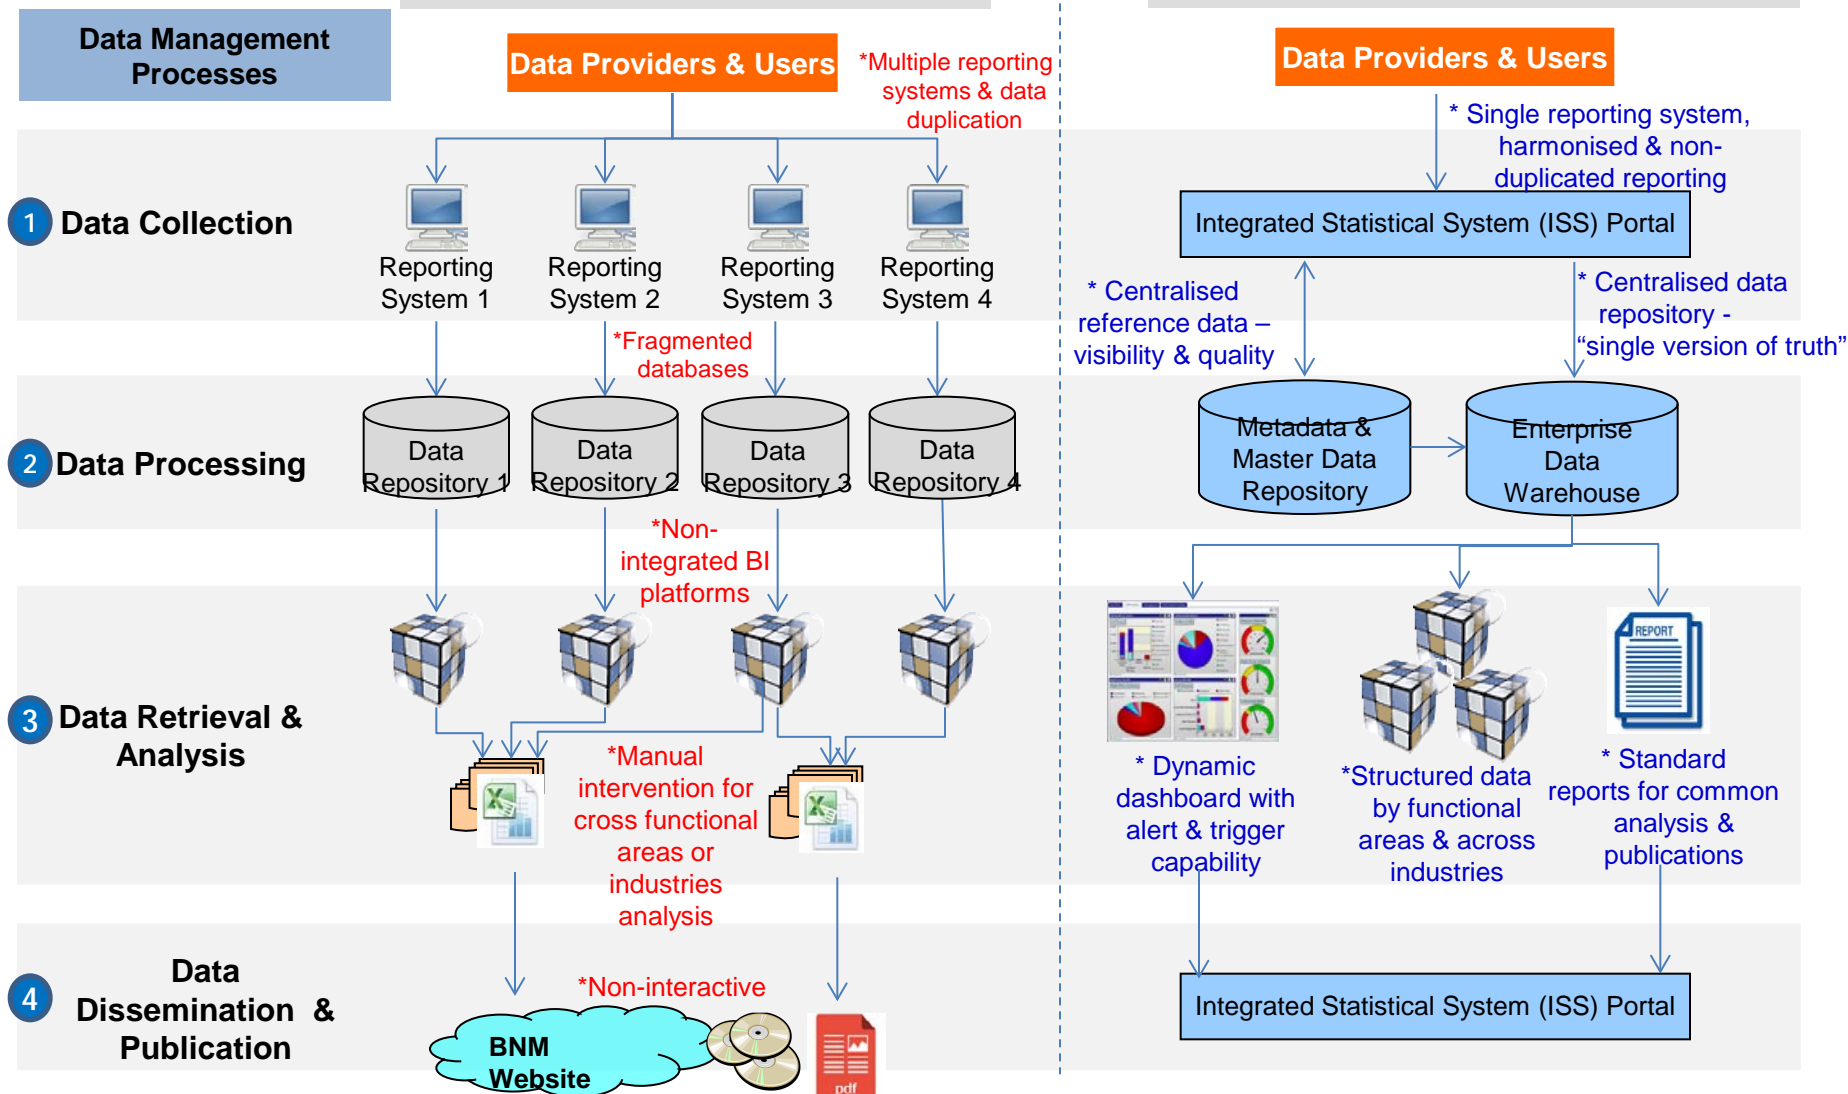 Data Management
Processes
Data Providers & Users
*Multiple reporting
systems & data
duplication
Data Providers & Users
* Single reporting system,
harmonised & non-
duplicated reporting
1
Data Collection
Reporting
System 1
Reporting
System 2
Reporting
System 3
Reporting
System 4
Integrated Statistical System (ISS) Portal
*Fragmented
databases
* Centralised
reference data –
visibility & quality
* Centralised data
repository -
“single version of truth”
2
Data Processing
Data
Repository 1
Data
Repository 2
Data
Repository 3
Data
Repository 4
Metadata &
Master Data
Repository
Enterprise
Data
Warehouse
*Non-
integrated BI
platforms
3
Data Retrieval &
Analysis
*Manual
intervention for
cross functional
areas or
industries
analysis
REPORT
* Dynamic
dashboard with
alert & trigger
capability
*Structured data
by functional
areas & across
industries
* Standard
reports for common
analysis &
publications
4
Data
Dissemination &
Publication
*Non-interactive
BNM
Website
pdf
Integrated Statistical System (ISS) Portal